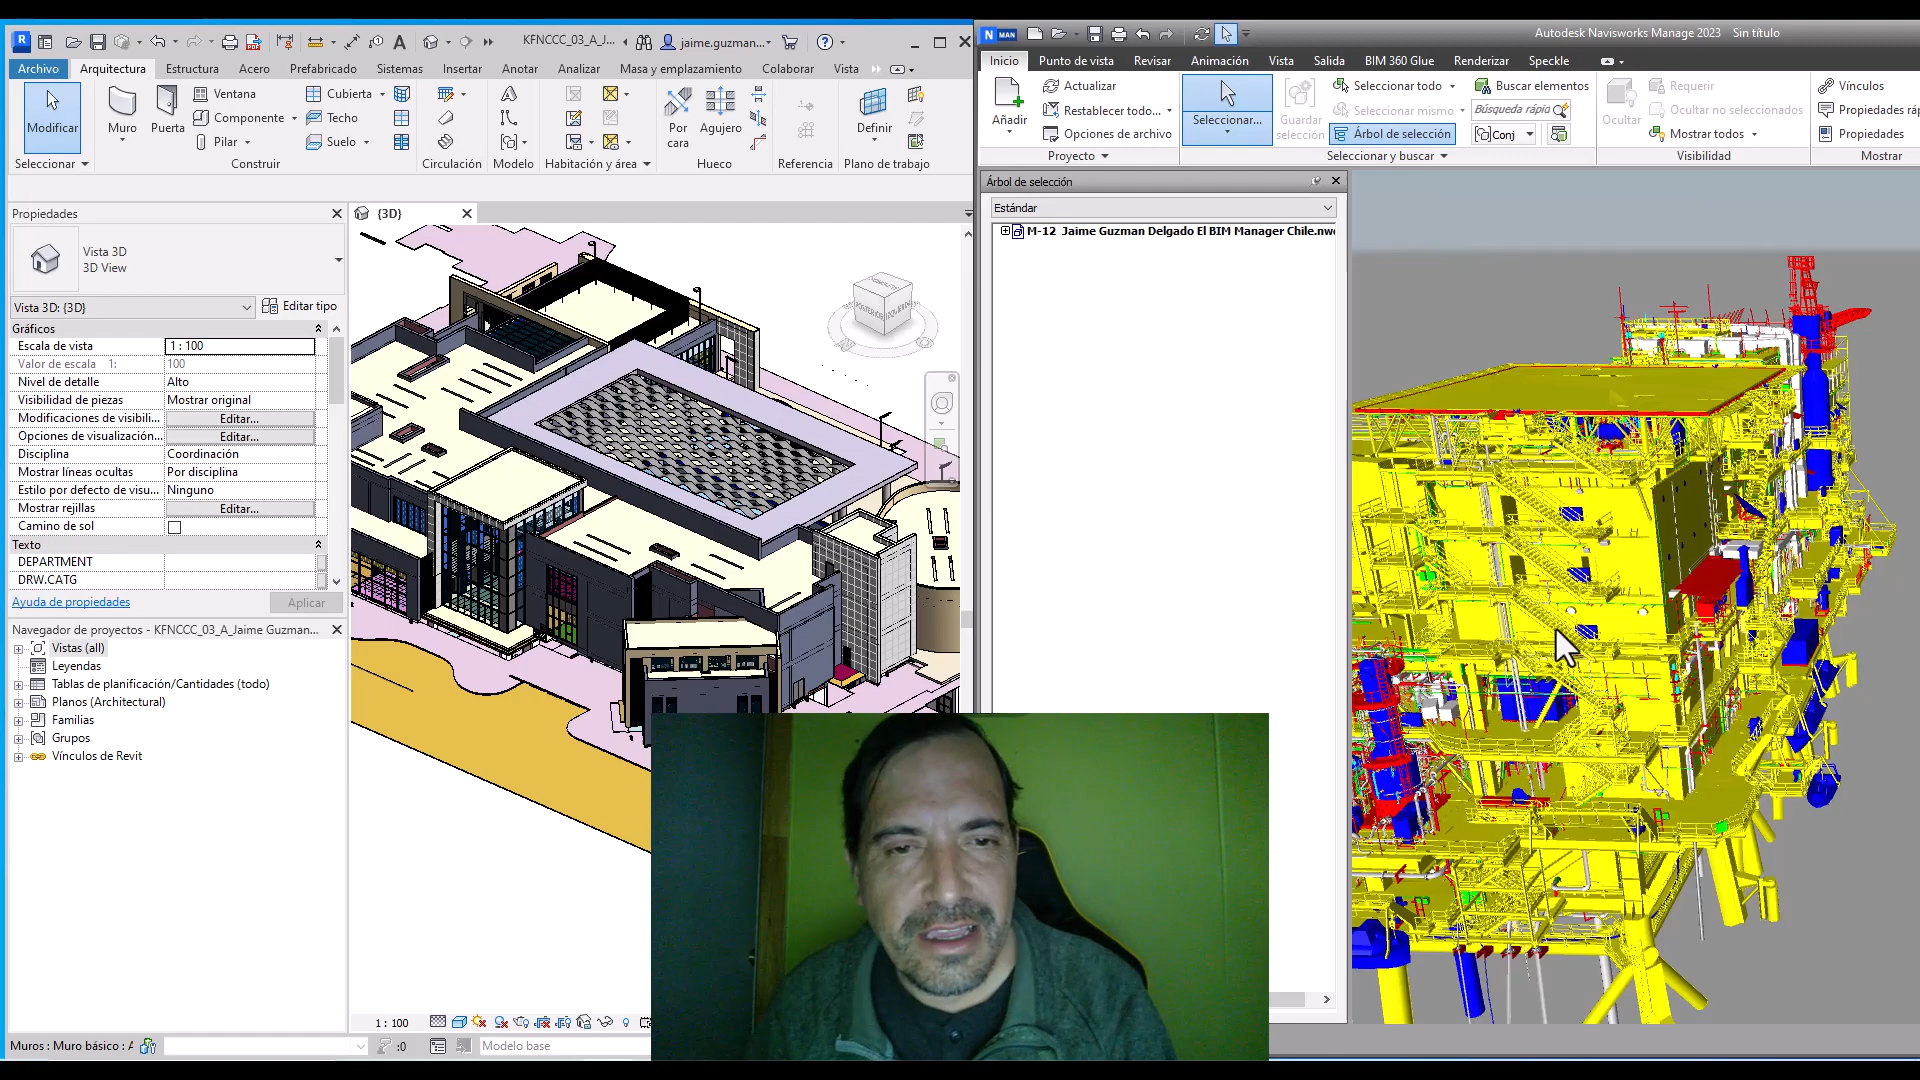 KFNCCC_03_A_J...
jaime.guzman...
Archivo
Arquitectura
Estructura
Acero
Prefabricado
Sistemas
Insertar
Anotar
Analizar
Masa y emplazamiento
Colaborar
Vista
Modificar
Muro
Puerta
Ventana
Componente
Pilar
Cubierta
Techo
Suelo
Por cara
Agujero
Definir
Seleccionar
Construir
Circulación
Modelo
Habitación y área
Hueco
Referencia
Plano de trabajo
Propiedades
Vista 3D
3D View
Vista 3D: {3D}
Editar tipo
Gráficos
Escala de vista 1 : 100
Valor de escala 1: 100
Nivel de detalle Alto
Visibilidad de piezas Mostrar original
Modificaciones de visibili... Editar...
Opciones de visualización... Editar...
Disciplina Coordinación
Mostrar líneas ocultas Por disciplina
Estilo por defecto de visu... Ninguno
Mostrar rejillas Editar...
Camino de sol
Texto
DEPARTMENT
DRW.CATG
Ayuda de propiedades
Aplicar
Navegador de proyectos - KFNCCC_03_A_Jaime Guzman...
Vistas (all)
Leyendas
Tablas de planificación/Cantidades (todo)
Planos (Architectural)
Familias
Grupos
Vínculos de Revit
{3D}
1 : 100
Muros : Muro básico : A
:0
Modelo base
N MAN
Autodesk Navisworks Manage 2023 Sin título
Inicio
Punto de vista
Revisar
Animación
Vista
Salida
BIM 360 Glue
Renderizar
Speckle
Añadir
Actualizar
Restablecer todo...
Opciones de archivo
Proyecto
Seleccionar...
Guardar selección
Seleccionar todo
Seleccionar mismo
Árbol de selección
Buscar elementos
Búsqueda rápid
Conj
Seleccionar y buscar
Ocultar
Requerir
Ocultar no seleccionados
Mostrar todos
Visibilidad
Vínculos
Propiedades ráp
Propiedades
Mostrar
Árbol de selección
Estándar
M-12 Jaime Guzman Delgado El BIM Manager Chile.nwc